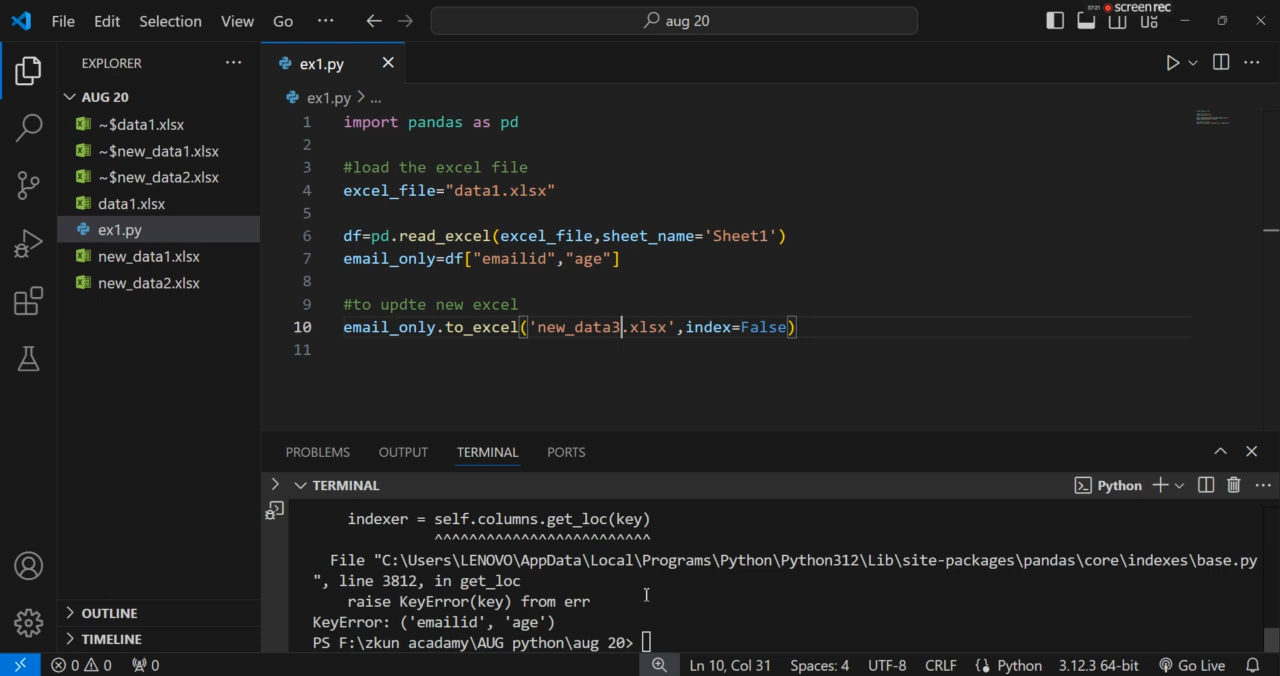 File Edit Selection View Go ... aug 20
37:21 screenrec
EXPLORER ...
AUG 20
~$data1.xlsx
~$new_data1.xlsx
~$new_data2.xlsx
data1.xlsx
ex1.py
new_data1.xlsx
new_data2.xlsx
OUTLINE
TIMELINE
ex1.py
ex1.py > ...
1 import pandas as pd
2
3 #load the excel file
4 excel_file="data1.xlsx"
5
6 df=pd.read_excel(excel_file,sheet_name='Sheet1')
7 email_only=df["emailid","age"]
8
9 #to updte new excel
10 email_only.to_excel('new_data3.xlsx',index=False)
11
PROBLEMS OUTPUT TERMINAL PORTS
TERMINAL Python
indexer = self.columns.get_loc(key)
^^^^^^^^^^^^^^^^^^^^^^^^^
File "C:\Users\LENOVO\AppData\Local\Programs\Python\Python312\Lib\site-packages\pandas\core\indexes\base.py
", line 3812, in get_loc
raise KeyError(key) from err
KeyError: ('emailid', 'age')
PS F:\zkun acadamy\AUG python\aug 20>
0 0 0 Ln 10, Col 31 Spaces: 4 UTF-8 CRLF Python 3.12.3 64-bit Go Live